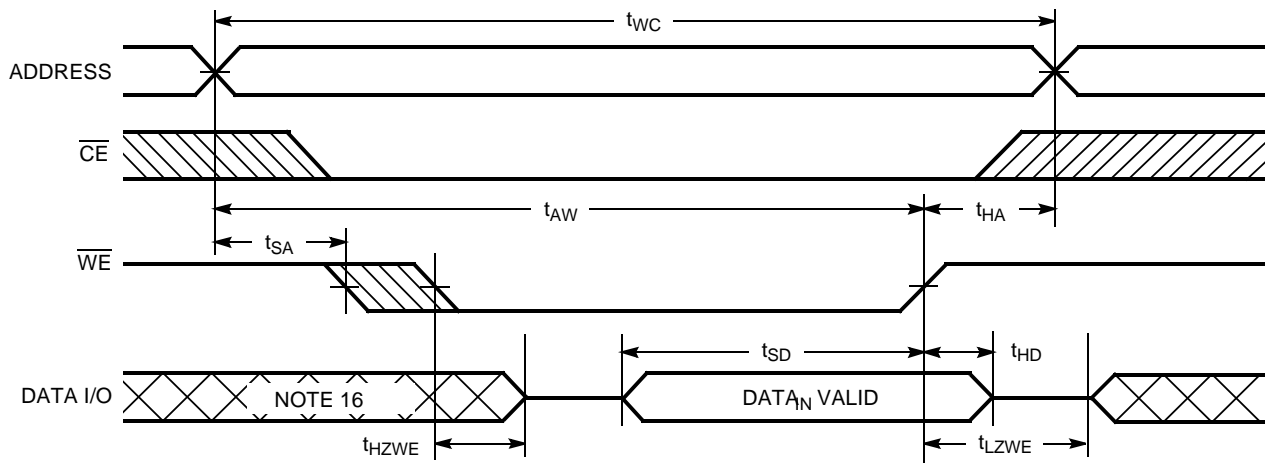 tWC
ADDRESS
CE
tAW
tHA
tSA
WE
tSD
tHD
DATA I/O
NOTE 16
DATAIN VALID
tHZWE
tLZWE